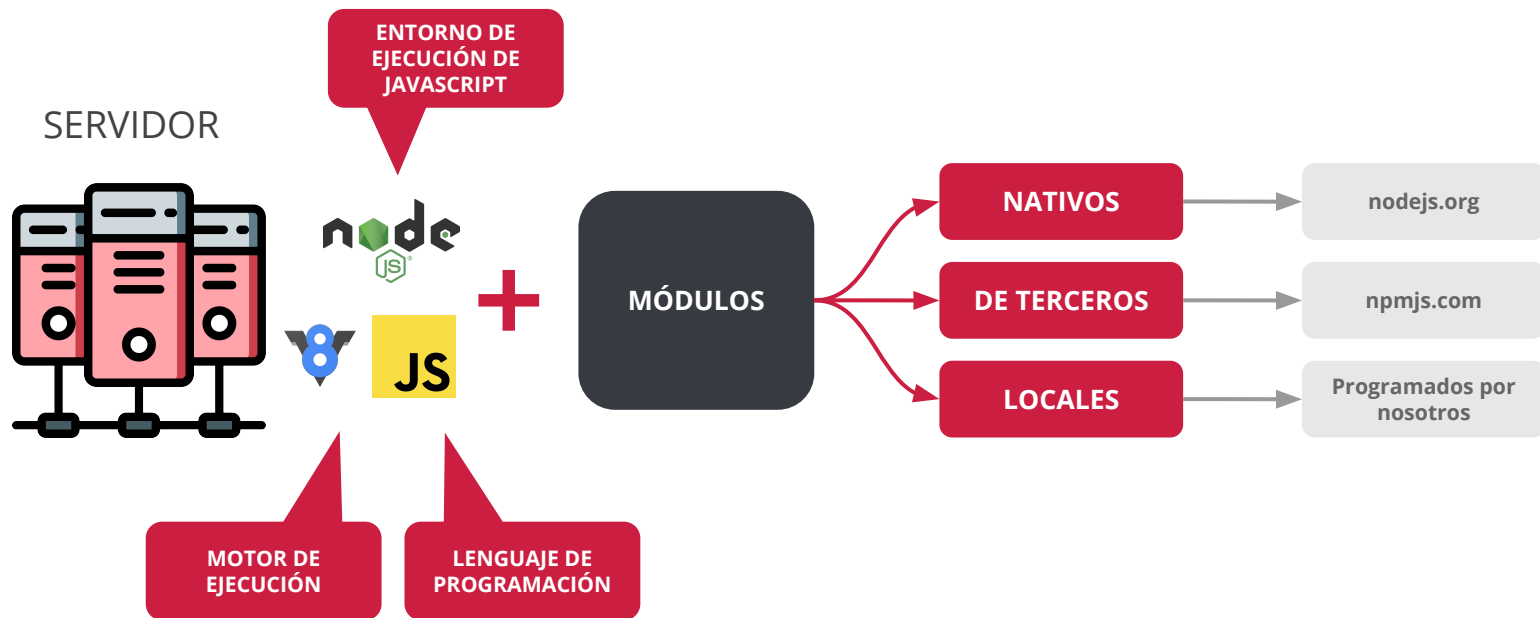 ENTORNO DE
EJECUCIÓN DE
JAVASCRIPT
SERVIDOR
node
JS
®
8
JS
MÓDULOS
NATIVOS
nodejs.org
DE TERCEROS
npmjs.com
LOCALES
Programados por
nosotros
MOTOR DE
EJECUCIÓN
LENGUAJE DE
PROGRAMACIÓN